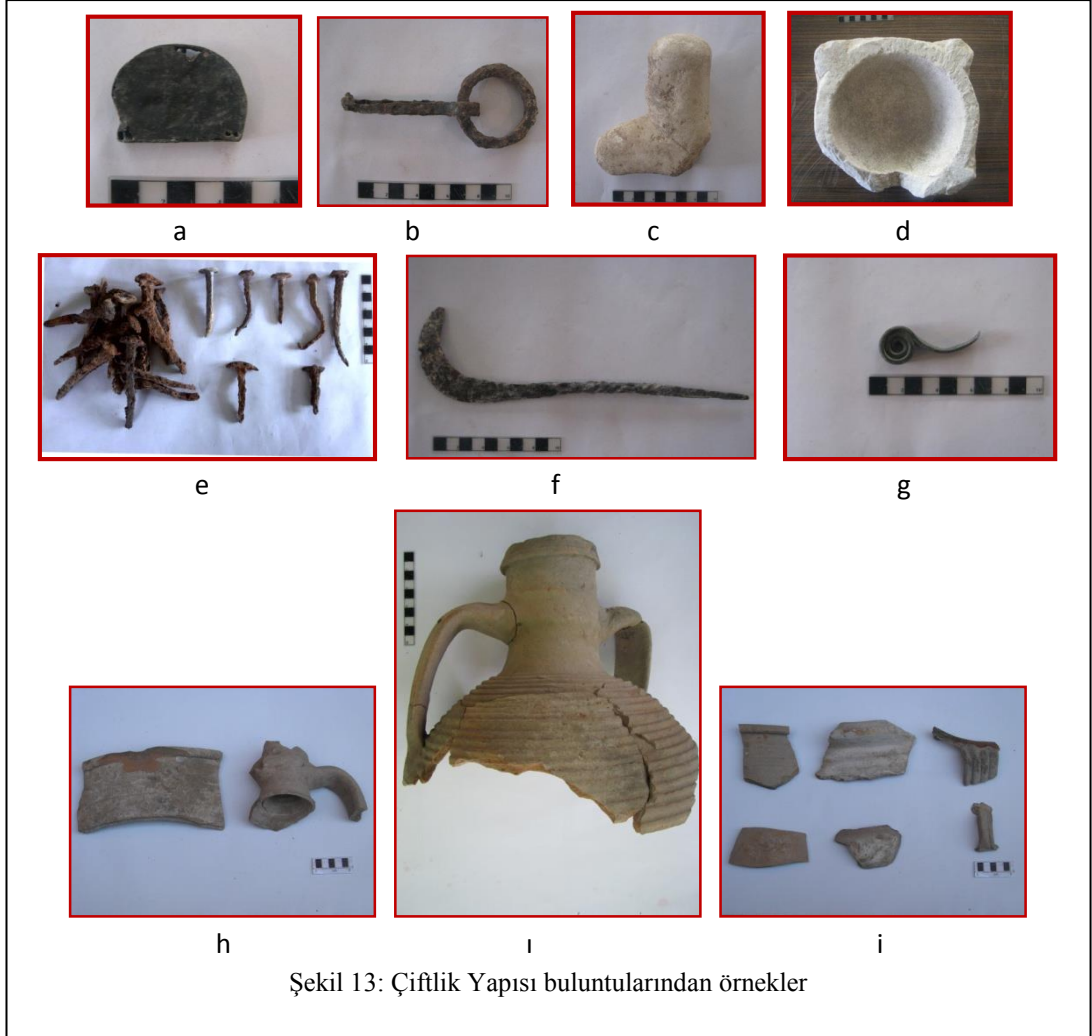 a b c d
e f g
h ı i
Şekil 13: Çiftlik Yapısı buluntularından örnekler